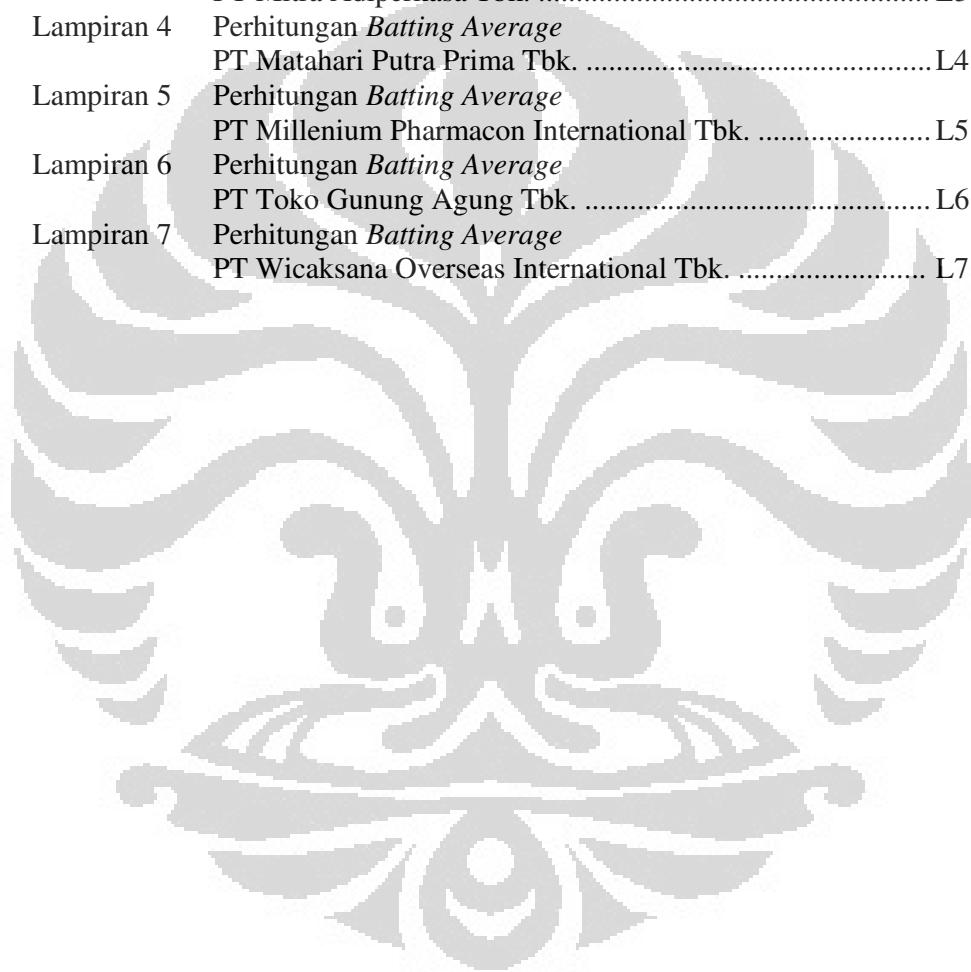 Lampiran 4 Perhitungan Batting Average
PT Matahari Putra Prima Tbk. ........................................ L4
Lampiran 5 Perhitungan Batting Average
PT Millenium Pharmacon International Tbk. ...................... L5
Lampiran 6 Perhitungan Batting Average
PT Toko Gunung Agung Tbk. ........................................ L6
Lampiran 7 Perhitungan Batting Average
PT Wicaksana Overseas International Tbk. ........................ L7